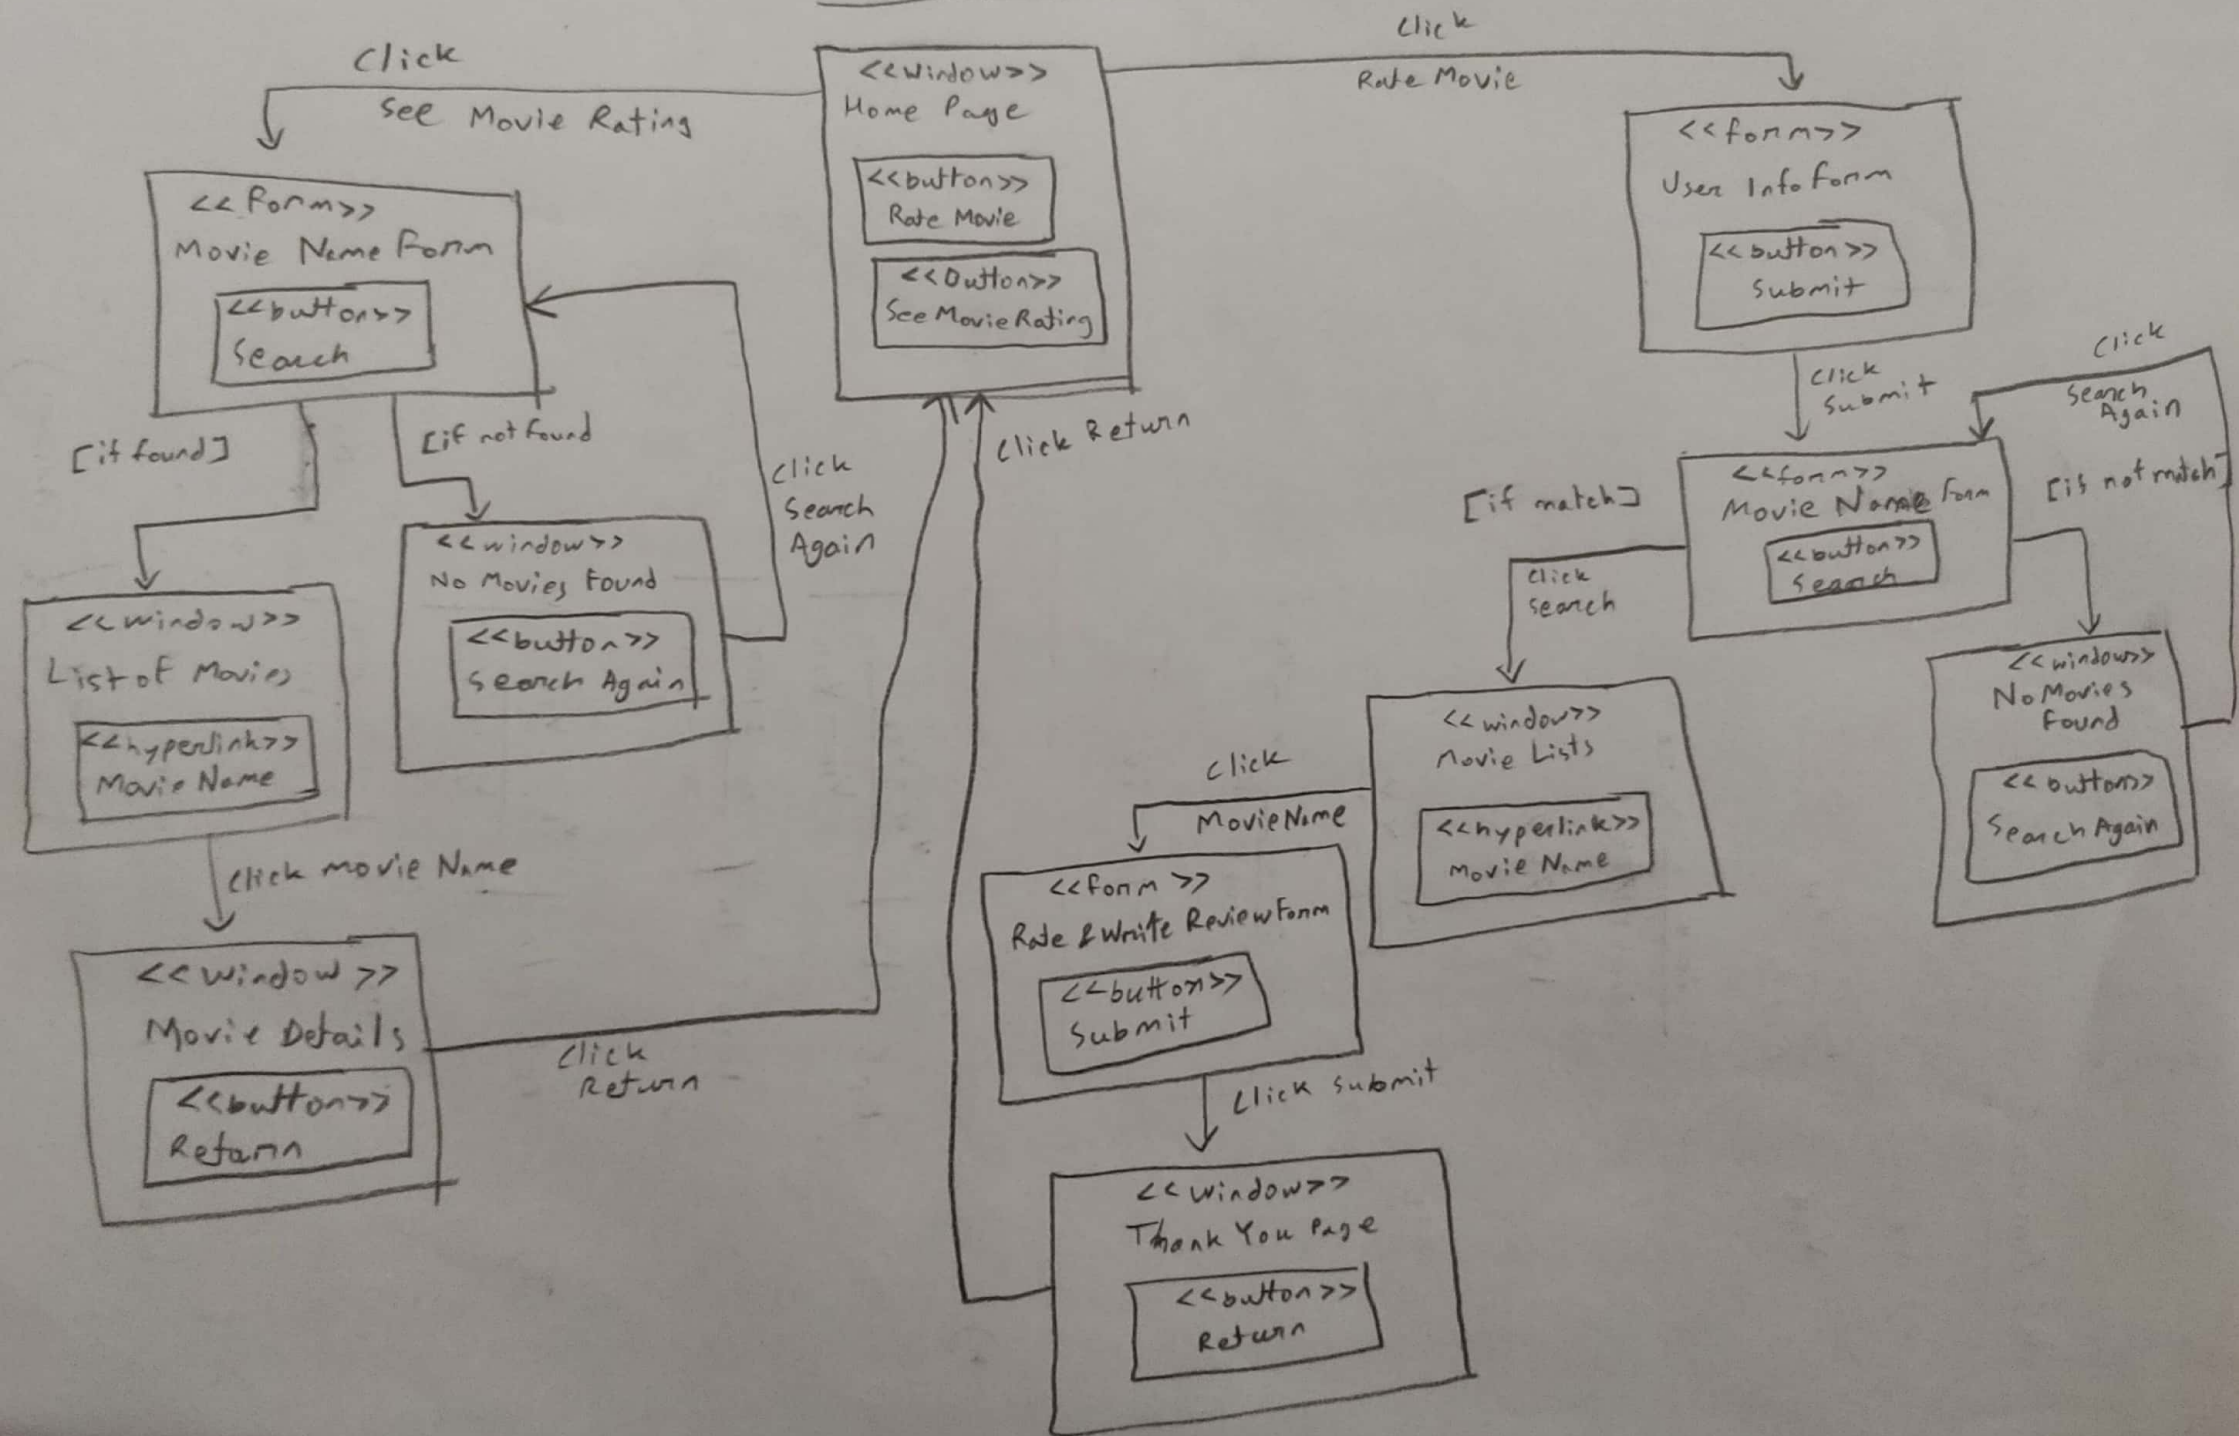 Click
See Movie Rating
<<Window>>
Home Page
<<button>>
Rate Movie
<<Button>>
See Movie Rating
Click
Rate Movie
<<form>>
User Info Form
<<button>>
Submit
Click
Submit
Click
Search
Again
<<Form>>
Movie Name Form
<<button>>
Search
[if found]
[if not found
Click
Search
Again
Click Return
<<form>>
Movie Name Form
<<button>>
Search
[if match]
[if not match]
Click
Search
<<window>>
No Movies Found
<<button>>
Search Again
<<Window>>
List of Movies
<<hyperlink>>
Movie Name
Click Movie Name
<<window>>
Movie Lists
<<hyperlink>>
Movie Name
<<window>>
No Movies
Found
<<button>>
Search Again
Click
Movie Name
<<Form>>
Rate & Write Review Form
<<button>>
Submit
Click Submit
<<Window>>
Movie Details
<<button>>
Return
Click
Return
<<Window>>
Thank You Page
<<button>>
Return